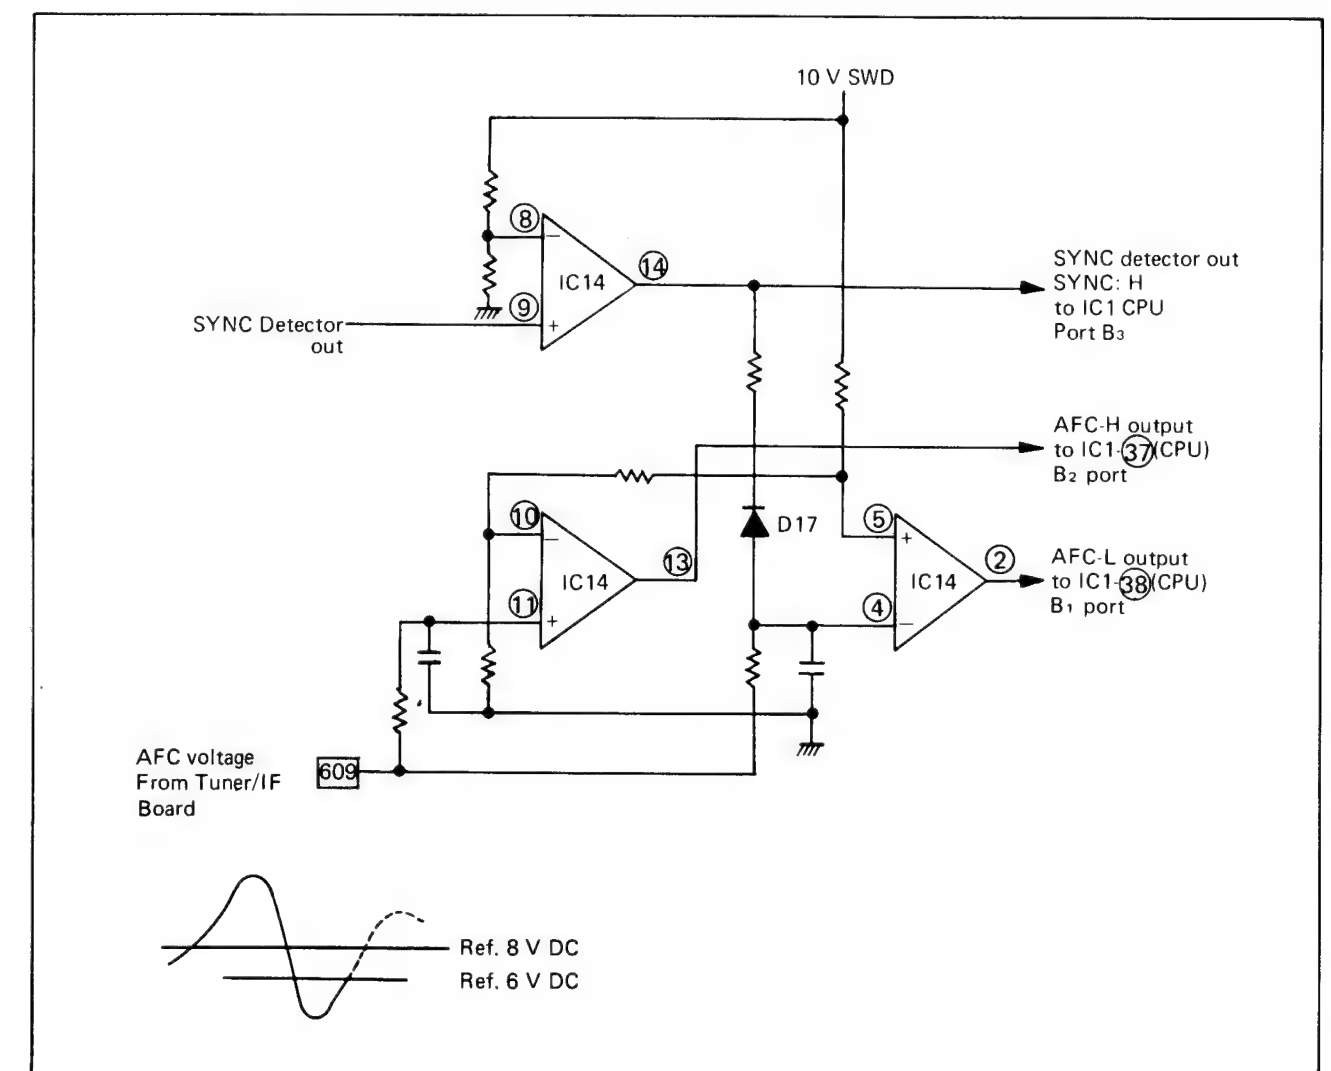 10 V SWD
8
−
IC14
14
9
+
SYNC Detector
out
SYNC detector out
SYNC: H
to IC1 CPU
Port B3
AFC-H output
to IC1-37(CPU)
B2 port
10
−
IC14
13
11
+
D17
5
+
IC14
2
4
−
AFC-L output
to IC1-38(CPU)
B1 port
AFC voltage
From Tuner/IF
Board
609
Ref. 8 V DC
Ref. 6 V DC